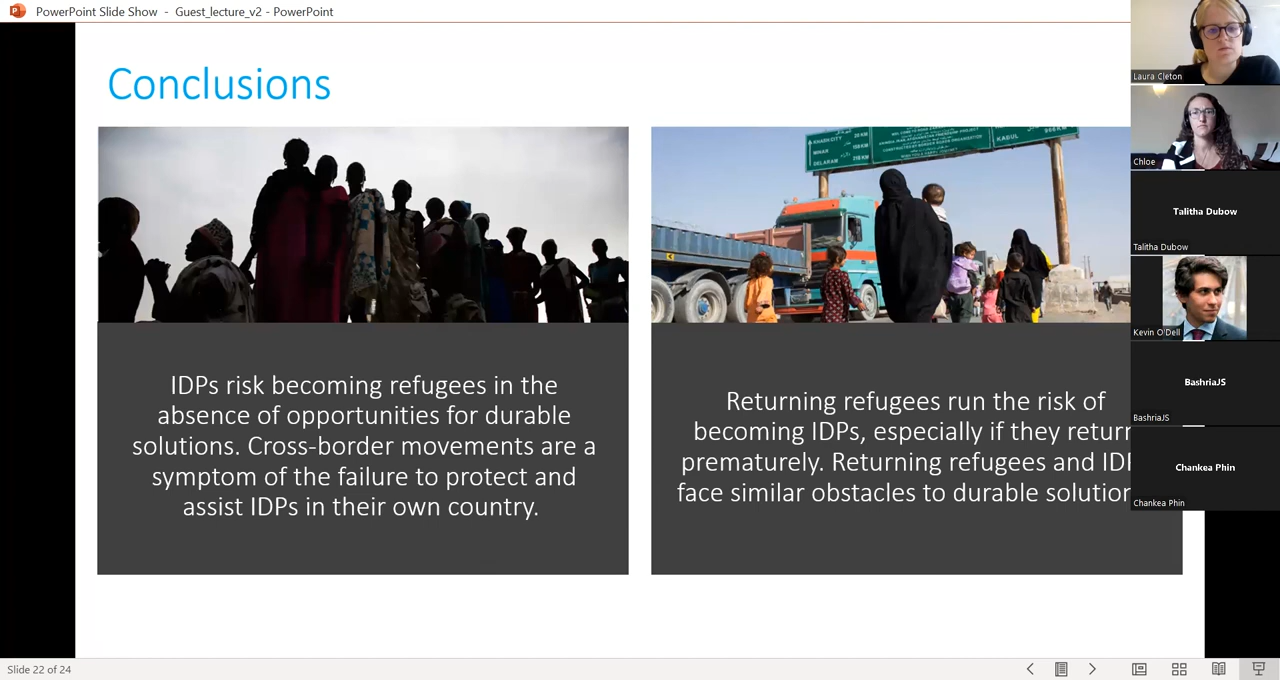 PowerPoint Slide Show - Guest_lecture_v2 - PowerPoint
Conclusions
KABUL
DELARAM
IDPs risk becoming refugees in the
absence of opportunities for durable
solutions. Cross-border movements are a
symptom of the failure to protect and
assist IDPs in their own country.
Returning refugees run the risk of
becoming IDPs, especially if they return
prematurely. Returning refugees and
face similar obstacles to durable
Laura Cleton
Chloe
Talitha Dubow
Talitha Dubow
Kevin O'Dell
BashriaJS
BashriaJS
Chankea Phin
Chankea Phin
Slide 22 of 24